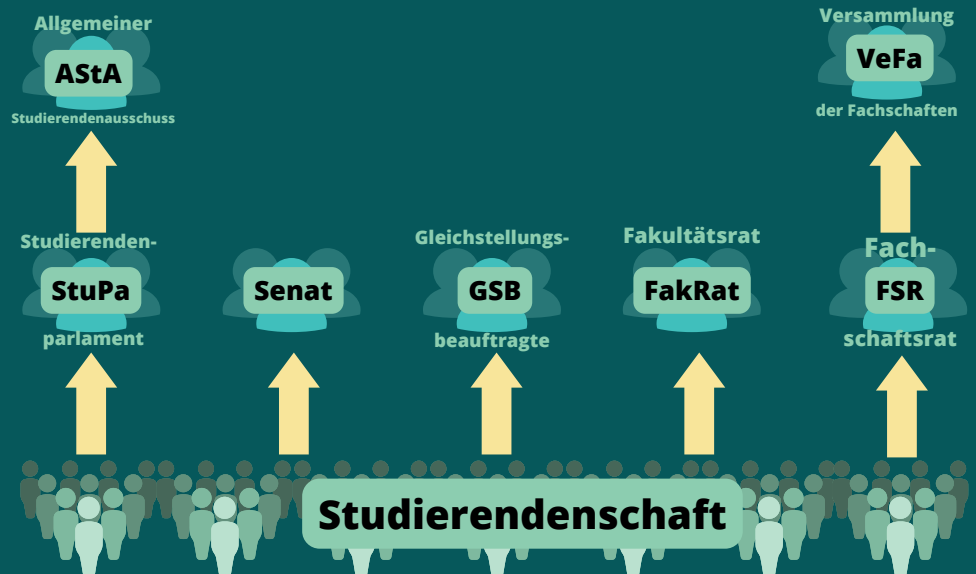 Allgemeiner
AStA
Studierendenausschuss
Versammlung
VeFa
der Fachschaften
Studierenden-
StuPa
parlament
Senat
Gleichstellungs-
GSB
beauftragte
Fakultätsrat
FakRat
Fach-
FSR
schaftsrat
Studierendenschaft